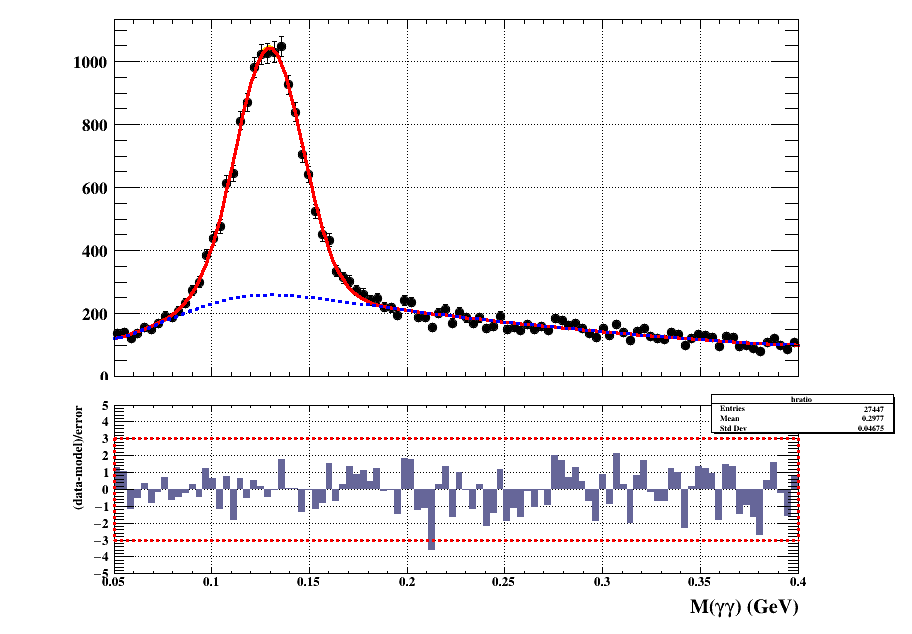 1000
800
600
400
200
0
(data-model)/error
5
4
3
2
1
0
−1
−2
−3
−4
−5
hratio
Entries 27447
Mean 0.2977
Std Dev 0.04675
0.05 0.1 0.15 0.2 0.25 0.3 0.35 0.4
M(γγ) (GeV)